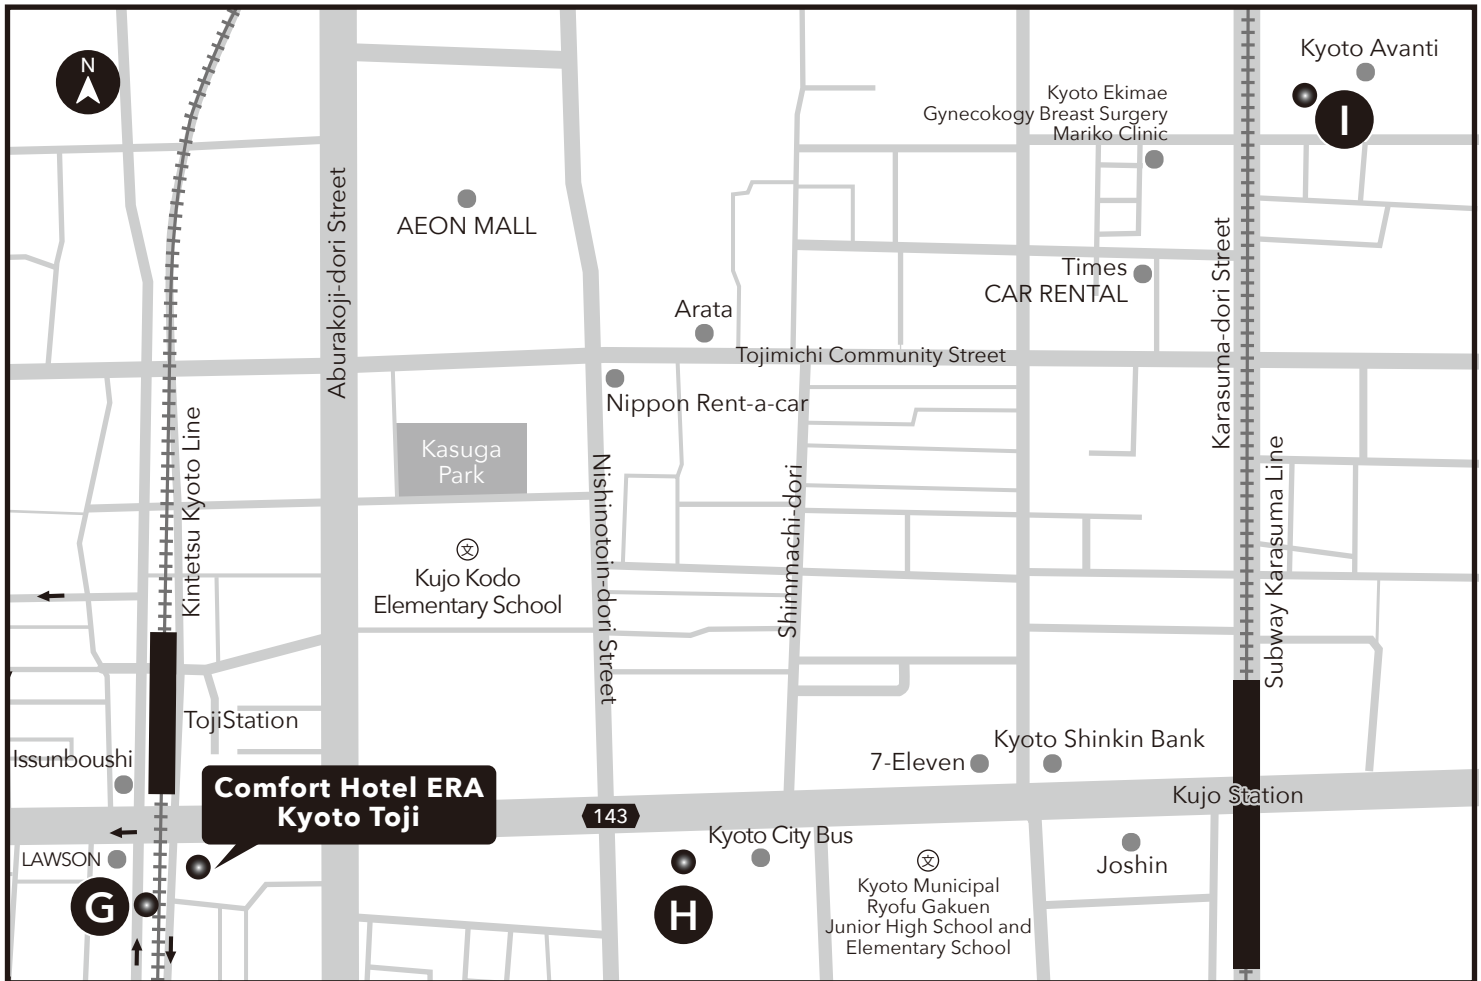 N
Kyoto Avanti
I
Kyoto Ekimae
Gynecokogy Breast Surgery
Mariko Clinic
Aburakoji-dori Street
AEON MALL
Karasuma-dori Street
Times
CAR RENTAL
Arata
Tojimichi Community Street
Nippon Rent-a-car
Kintetsu Kyoto Line
Kasuga
Park
Nishinotoin-dori Street
Shimmachi-dori
Subway Karasuma Line
文
Kujo Kodo
Elementary School
TojiStation
Issunboushi
Comfort Hotel ERA
Kyoto Toji
7-Eleven
Kyoto Shinkin Bank
Kujo Station
143
Kyoto City Bus
LAWSON
G
H
文
Kyoto Municipal
Ryofu Gakuen
Junior High School and
Elementary School
Joshin